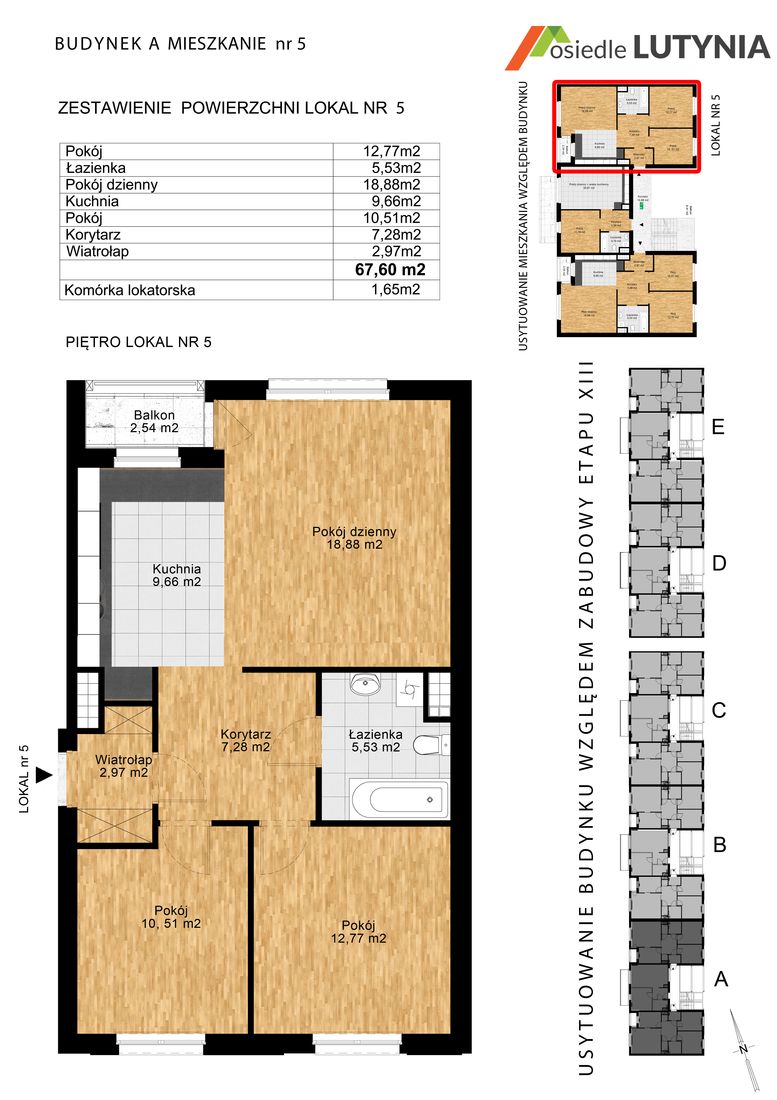 BUDYNEK A MIESZKANIE nr 5
osiedle LUTYNIA
ZESTAWIENIE POWIERZCHNI LOKAL NR 5
Pokój 12,77m2
Łazienka 5,53m2
Pokój dzienny 18,88m2
Kuchnia 9,66m2
Pokój 10,51m2
Korytarz 7,28m2
Wiatrołap 2,97m2
67,60 m2
Komórka lokatorska 1,65m2
PIĘTRO LOKAL NR 5
USYTUOWANIE MIESZKANIA WZGLĘDEM BUDYNKU
LOKAL NR 5
Balkon
2,54 m2
Pokój dzienny
18,88 m2
Kuchnia
9,66 m2
Korytarz
7,28 m2
Łazienka
5,53 m2
Wiatrołap
2,97 m2
LOKAL nr 5
Pokój
10, 51 m2
Pokój
12,77 m2
USYTUOWANIE BUDYNKU WZGLĘDEM ZABUDOWY ETAPU XIII
E
D
C
B
A
N